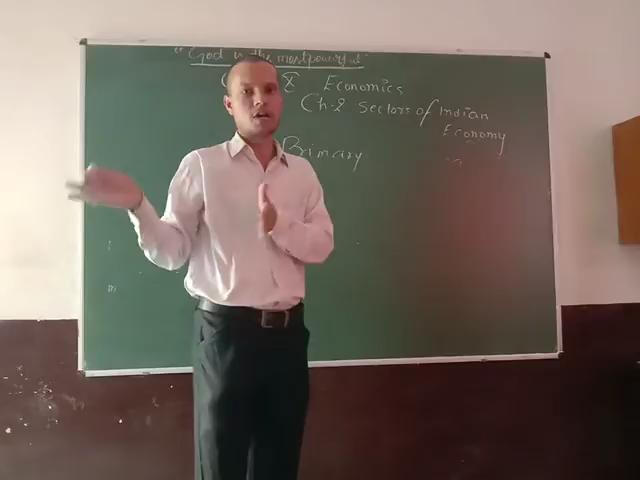 "God is the most powerful"
X Economics
Ch-2 Sectors of Indian
Economy
Primary